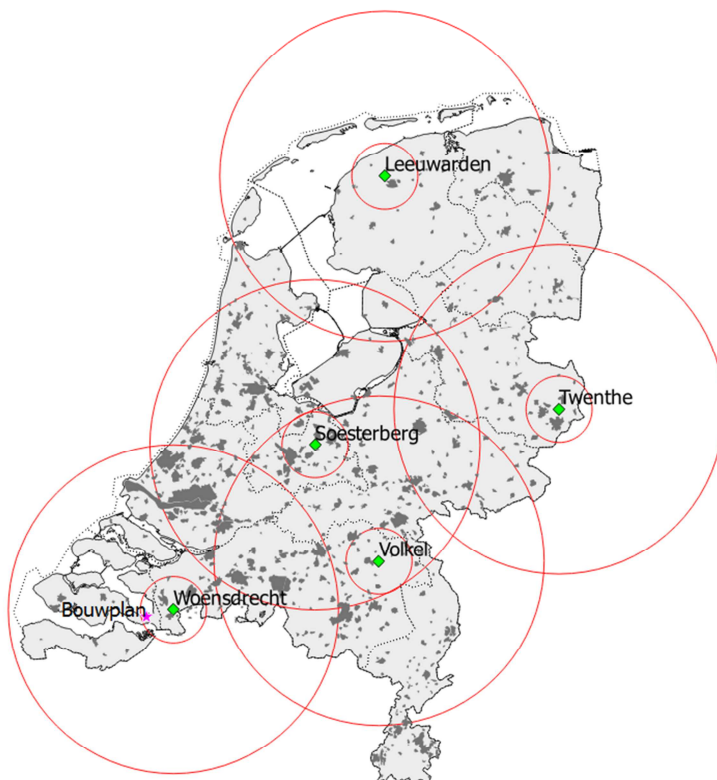 Leeuwarden
Twenthe
Soesterberg
Volkel
Bouwplan
Woensdrecht